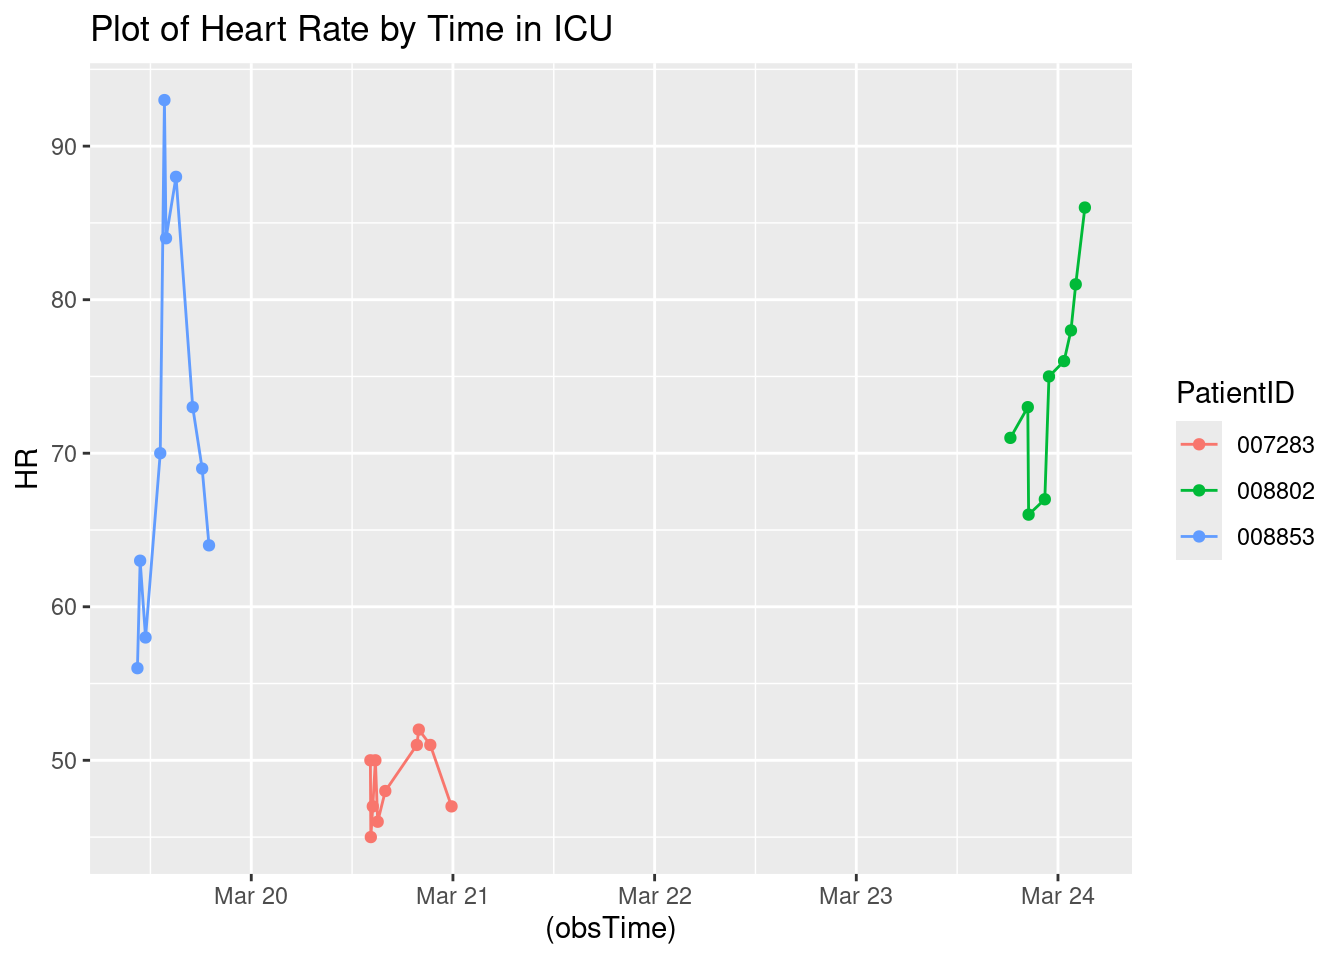 Plot of Heart Rate by Time in ICU
90
80
70
60
50
HR
Mar 20 Mar 21 Mar 22 Mar 23 Mar 24
(obsTime)
PatientID
007283
008802
008853